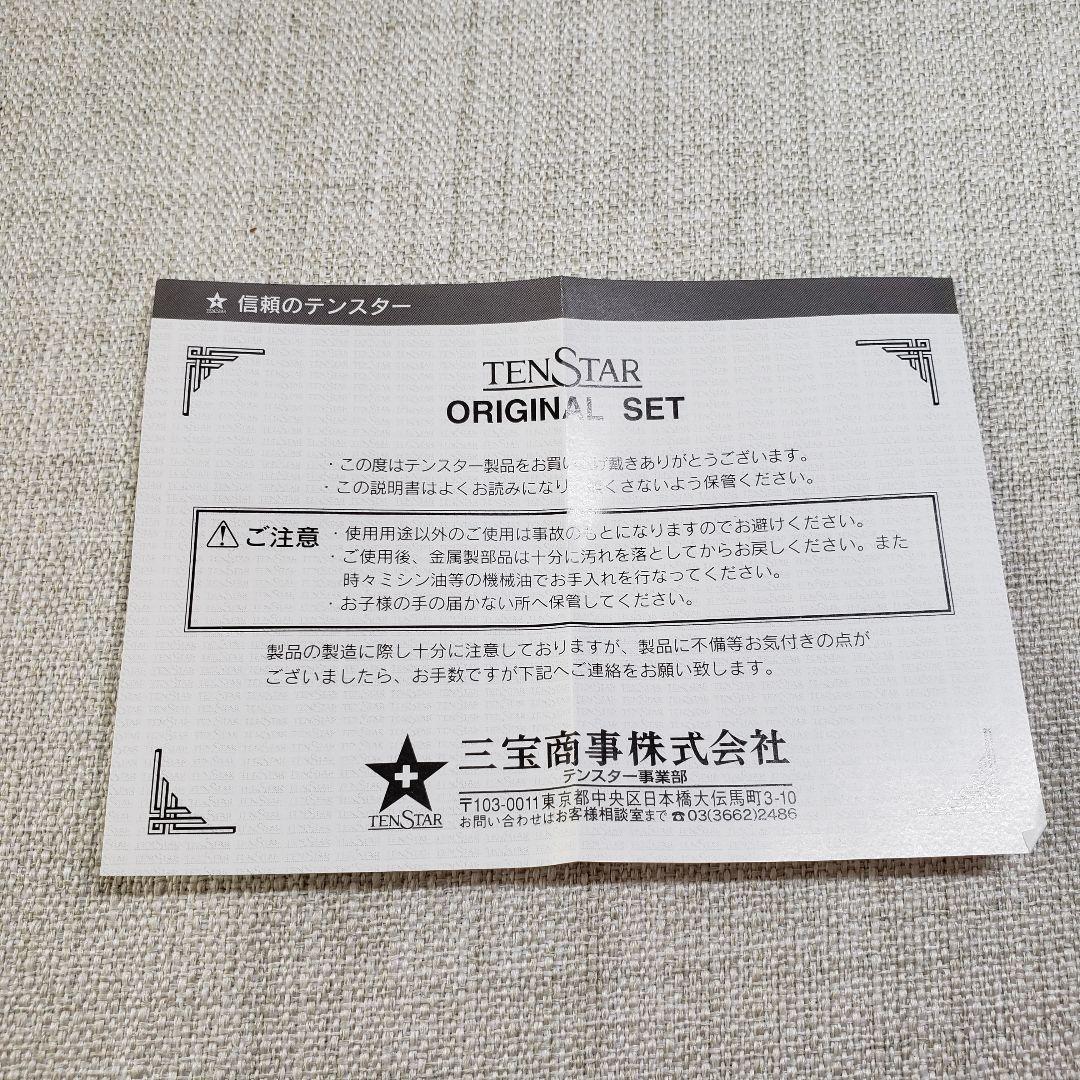 信頼のテンスター
TENSTAR
ORIGINAL SET
・この度はテンスター製品をお買い げ戴きありがとうございます。
・この説明書はよくお読みになり くさないよう保管ください。
ご注意
・使用用途以外のご使用は事故のもとになりますのでお避けください。
・ご使用後、金属製部品は十分に汚れを落としてからお戻しください。また
時々ミシン油等の機械油でお手入れを行なってください。
・お子様の手の届かない所へ保管してください。
製品の製造に際し十分に注意しておりますが、製品に不備等お気付きの点が
ございましたら、お手数ですが下記へご連絡をお願い致します。
TENSTAR
三宝商事株式会社
テンスター事業部
〒103-0011東京都中央区日本橋大伝馬町3-10
お問い合わせはお客様相談室まで☎03(3662)2486